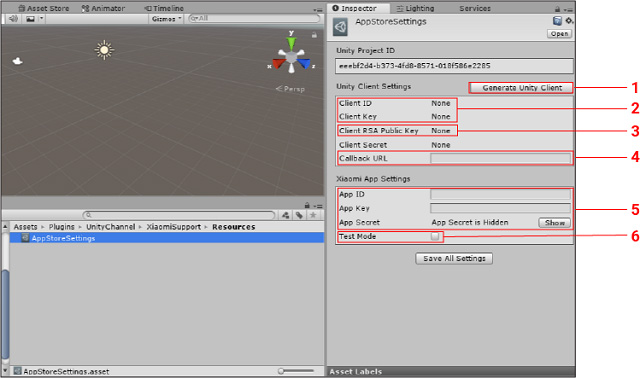 Asset Store
Animator
Timeline
Gizmos
All
y
x
z
Persp
Assets
Plugins
UnityChannel
XiaomiSupport
Resources
AppStoreSettings
AppStoreSettings.asset
Inspector
Lighting
Services
AppStoreSettings
Open
Unity Project ID
eeebf2d4-b373-4fd8-8571-018f586e2285
Unity Client Settings
Generate Unity Client
1
Client ID None
2
Client Key None
Client RSA Public Key None
3
Client Secret None
Callback URL
4
Xiaomi App Settings
App ID
App Key
5
App Secret App Secret is Hidden Show
Test Mode
6
Save All Settings
Asset Labels